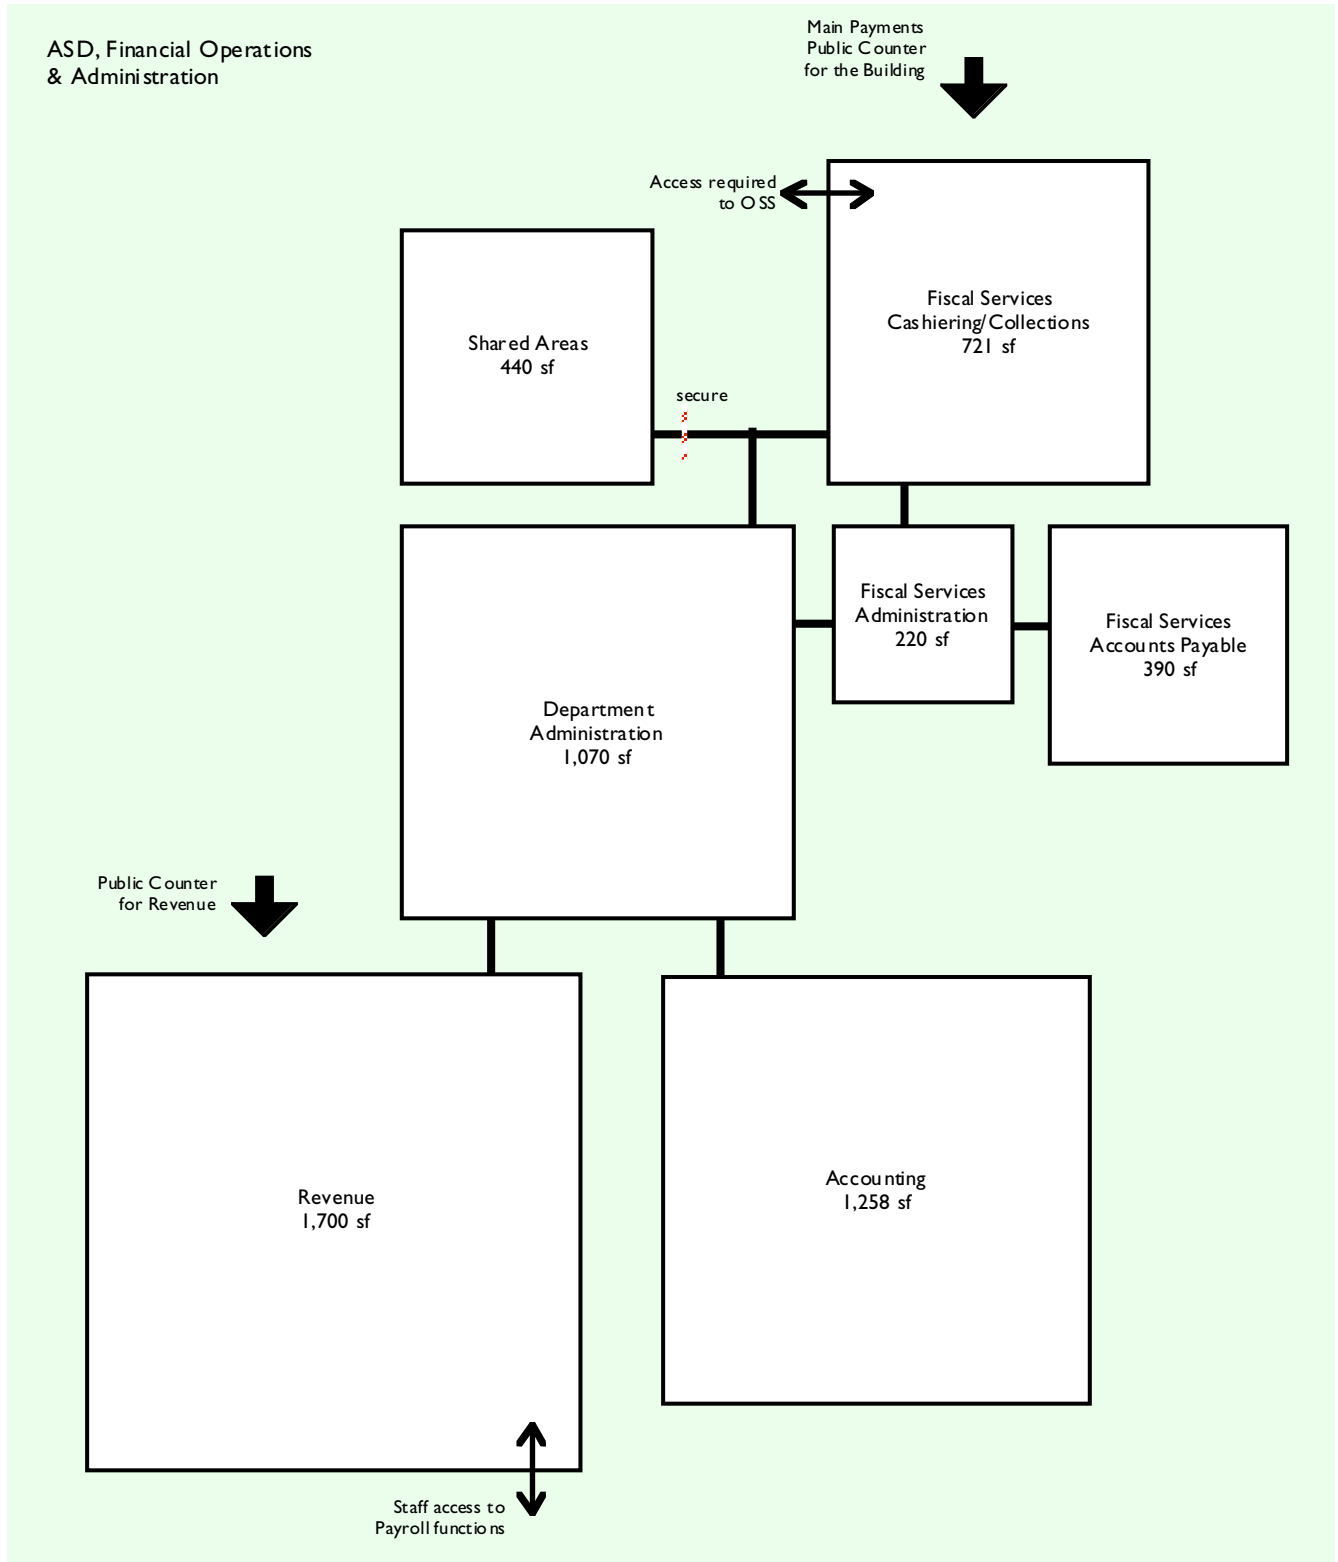 ASD, Financial Operations
& Administration
Main Payments
Public Counter
for the Building
Access required
to OSS
Fiscal Services
Cashiering/Collections
721 sf
Shared Areas
440 sf
secure
Fiscal Services
Administration
220 sf
Fiscal Services
Accounts Payable
390 sf
Department
Administration
1,070 sf
Public Counter
for Revenue
Revenue
1,700 sf
Accounting
1,258 sf
Staff access to
Payroll functions